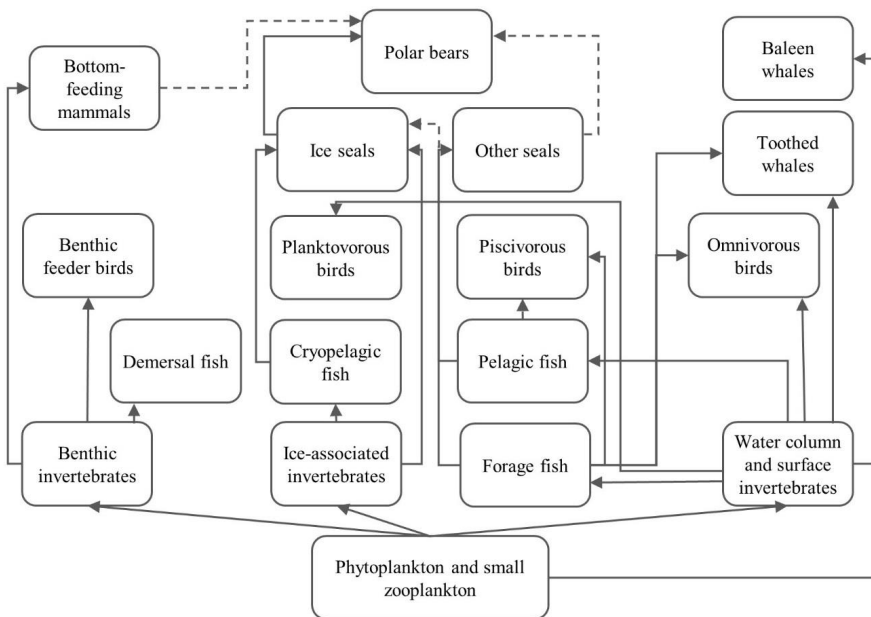 Polar bears
Baleen
whales
Bottom-
feeding
mammals
Ice seals
Other seals
Toothed
whales
Benthic
feeder birds
Planktovorous
birds
Piscivorous
birds
Omnivorous
birds
Demersal fish
Cryopelagic
fish
Pelagic fish
Benthic
invertebrates
Ice-associated
invertebrates
Forage fish
Water column
and surface
invertebrates
Phytoplankton and small
zooplankton